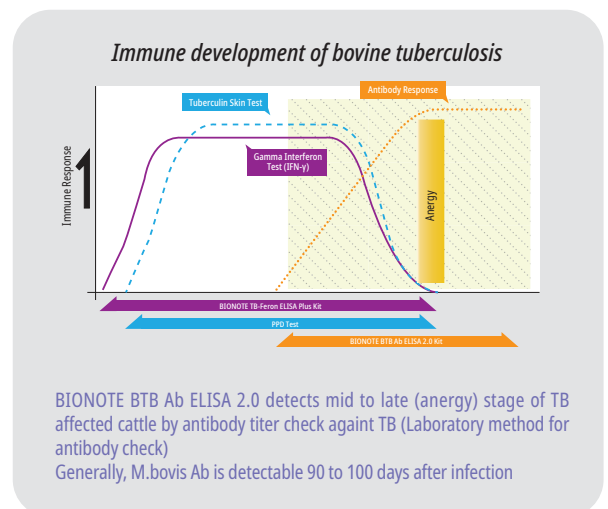 Immune development of bovine tuberculosis
Antibody Response
Tuberculin Skin Test
Gamma Interferon
Test (IFN-γ)
Immune Response
Anergy
BIONOTE TB-Feron ELISA Plus Kit
PPD Test
BIONOTE BTB Ab ELISA 2.0 Kit
BIONOTE BTB Ab ELISA 2.0 detects mid to late (anergy) stage of TB
affected cattle by antibody titer check againt TB (Laboratory method for
antibody check)
Generally, M.bovis Ab is detectable 90 to 100 days after infection